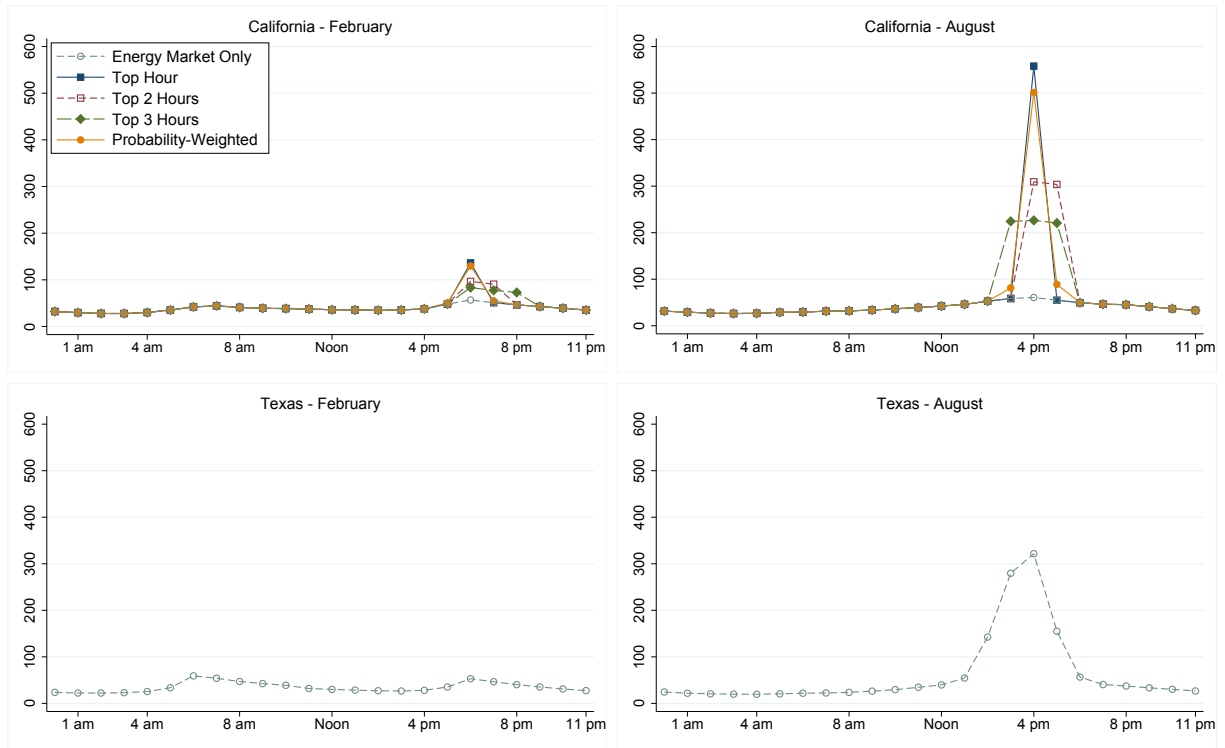 California - February
600
500
400
300
200
100
0
Energy Market Only
Top Hour
Top 2 Hours
Top 3 Hours
Probability-Weighted
1 am 4 am 8 am Noon 4 pm 8 pm 11 pm
California - August
600
500
400
300
200
100
0
1 am 4 am 8 am Noon 4 pm 8 pm 11 pm
Texas - February
600
500
400
300
200
100
0
1 am 4 am 8 am Noon 4 pm 8 pm 11 pm
Texas - August
600
500
400
300
200
100
0
1 am 4 am 8 am Noon 4 pm 8 pm 11 pm